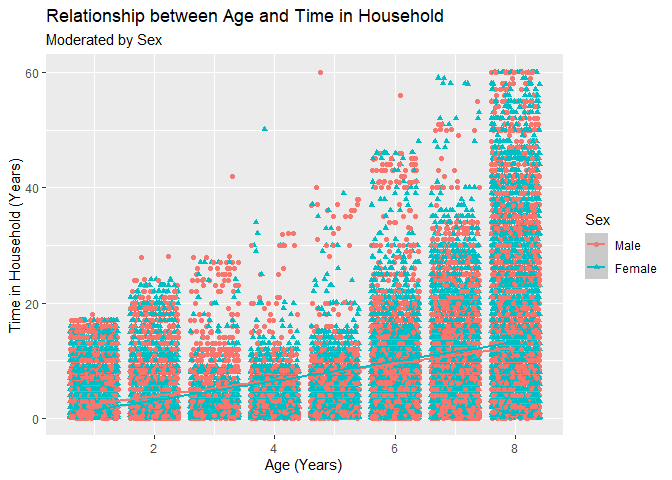 Relationship between Age and Time in Household
Moderated by Sex
60
40
20
0
Time in Household (Years)
2
4
6
8
Age (Years)
Sex
Male
Female